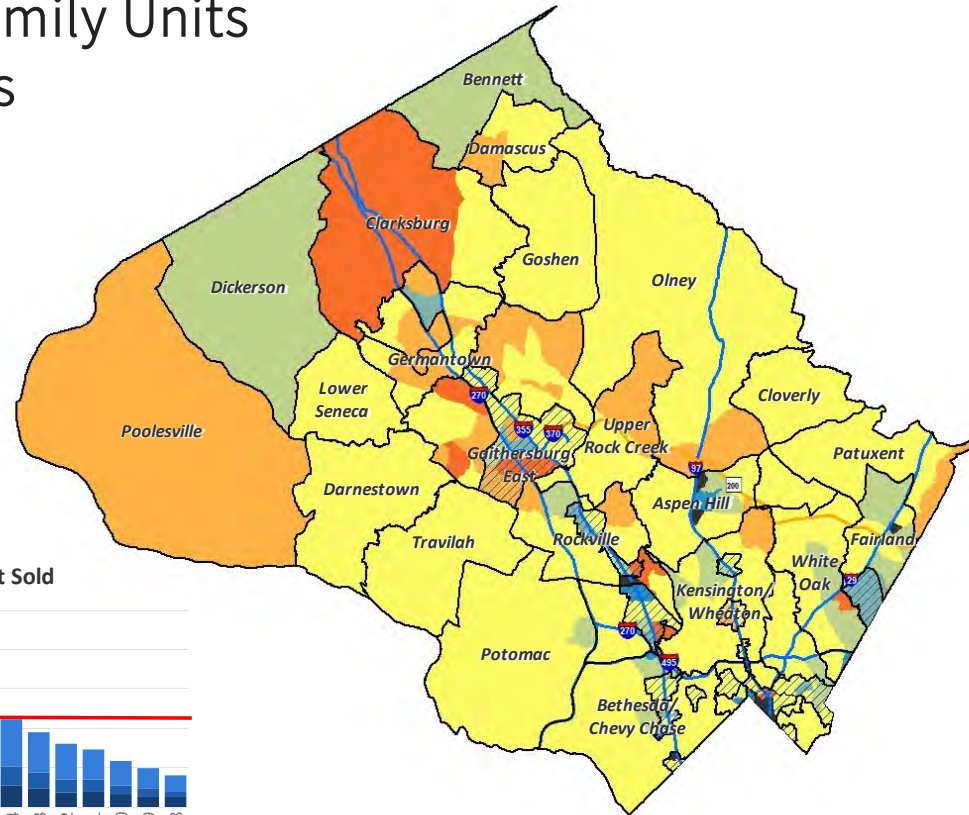 mily Units
s
Bennett
Damascus
Clarksburg
Goshen
Dickerson
Olney
Germantown
Lower
Seneca
270
Cloverly
Poolesville
355
370
Upper
Rock Creek
Gaithersburg
East
Patuxent
97
200
Darnestown
Aspen Hill
Travilah
Rockville
Fairland
White
Oak
29
t Sold
Kensington/
Wheaton
270
Potomac
495
Bethesda/
Chevy Chase